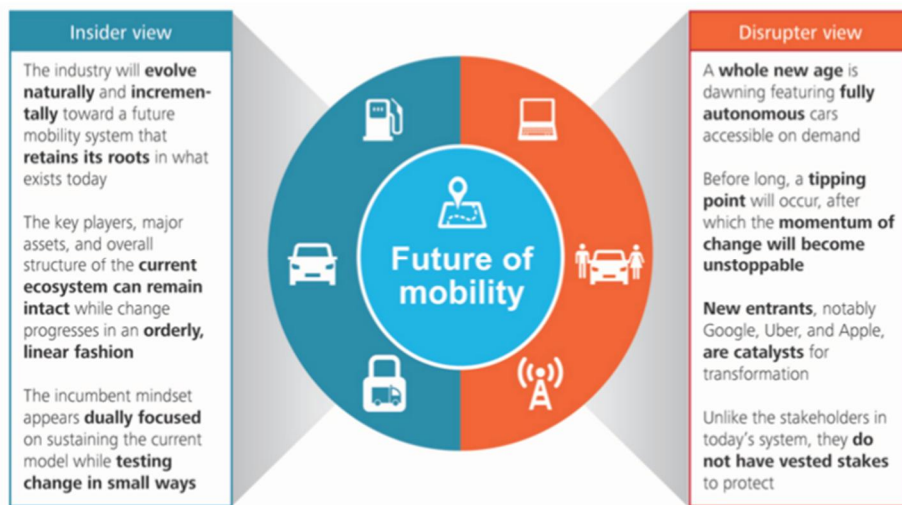 Insider view
The industry will evolve
naturally and incremen-
tally toward a future
mobility system that
retains its roots in what
exists today
The key players, major
assets, and overall
structure of the current
ecosystem can remain
intact while change
progresses in an orderly,
linear fashion
The incumbent mindset
appears dually focused
on sustaining the current
model while testing
change in small ways
Future of
mobility
Disrupter view
A whole new age is
dawning featuring fully
autonomous cars
accessible on demand
Before long, a tipping
point will occur, after
which the momentum of
change will become
unstoppable
New entrants, notably
Google, Uber, and Apple,
are catalysts for
transformation
Unlike the stakeholders in
today's system, they do
not have vested stakes
to protect